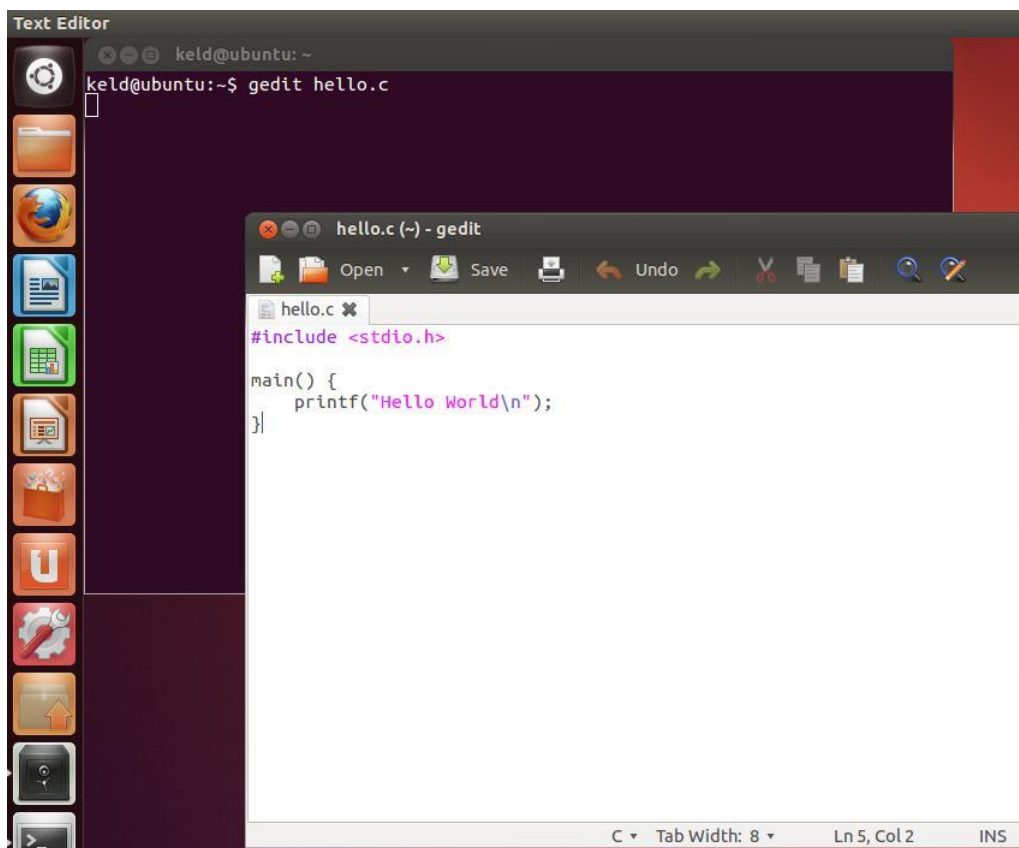 Text Editor
keld@ubuntu: ~
keld@ubuntu:~$ gedit hello.c
hello.c (~) - gedit
Open Save Undo
hello.c
#include <stdio.h>
main() {
    printf("Hello World\n");
}
C Tab Width: 8 Ln 5, Col 2 INS